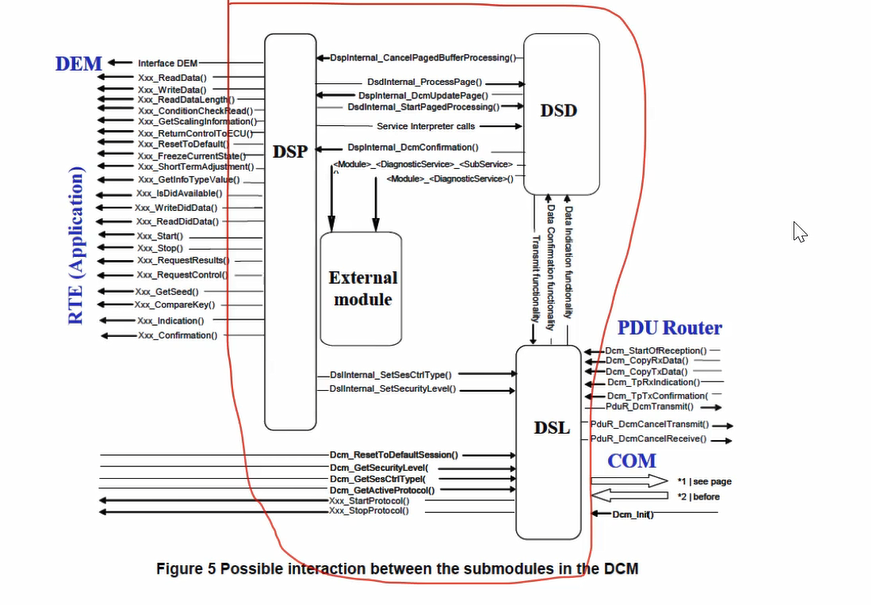 DEM
Interface DEM
Xxx_ReadData()
Xxx_WriteData()
Xxx_ReadDataLength()
Xxx_ConditionCheckRead()
Xxx_GetScalingInformation()
Xxx_ReturnControlToECU()
Xxx_ResetToDefault()
Xxx_FreezeCurrentState()
Xxx_ShortTermAdjustment()
Xxx_GetInfoTypeValue()
Xxx_IsDidAvailable()
Xxx_WriteDidData()
Xxx_ReadDidData()
Xxx_Start()
Xxx_Stop()
Xxx_RequestResults()
Xxx_RequestControl()
Xxx_GetSeed()
Xxx_CompareKey()
Xxx_Indication()
Xxx_Confirmation()
RTE (Application)
DSP
DspInternal_CancelPagedBufferProcessing()
DsdInternal_ProcessPage()
DspInternal_DcmUpdatePage()
DsdInternal_StartPagedProcessing()
Service Interpreter calls
DspInternal_DcmConfirmation()
<Module>_<DiagnosticService>_<SubService>
<Module>_<DiagnosticService>()
DSD
External
module
Transmit functionality
Data Confirmation functionality
Data Indication functionality
DslInternal_SetSesCtrlType()
DslInternal_SetSecurityLevel()
DSL
PDU Router
Dcm_StartOfReception()
Dcm_CopyRxData()
Dcm_CopyTxData()
Dcm_TpRxIndication()
Dcm_TpTxConfirmation(
PduR_DcmTransmit()
PduR_DcmCancelTransmit()
PduR_DcmCancelReceive()
COM
*1 | see page
*2 | before
Dcm_Init()
Dcm_ResetToDefaultSession()
Dcm_GetSecurityLevel(
Dcm_GetSesCtrlTypel(
Dcm_GetActiveProtocol()
Xxx_StartProtocol()
Xxx_StopProtocol()
Figure 5 Possible interaction between the submodules in the DCM